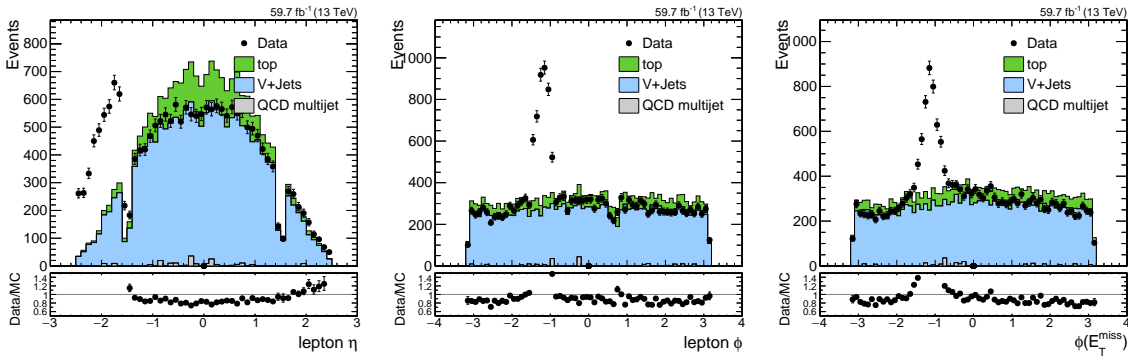 59.7 fb⁻¹ (13 TeV)
Events
800
700
600
500
400
300
200
100
0
Data
top
V+Jets
QCD multijet
Data/MC
1.4
1.2
1
0.8
0.6
−3 −2 −1 0 1 2 3
lepton η
59.7 fb⁻¹ (13 TeV)
Events
1000
800
600
400
200
0
Data
top
V+Jets
QCD multijet
Data/MC
1.4
1.2
1
0.8
0.6
−4 −3 −2 −1 0 1 2 3 4
lepton ϕ
59.7 fb⁻¹ (13 TeV)
Events
1000
800
600
400
200
0
Data
top
V+Jets
QCD multijet
Data/MC
1.4
1.2
1
0.8
0.6
−4 −3 −2 −1 0 1 2 3 4
ϕ(E_T^miss)